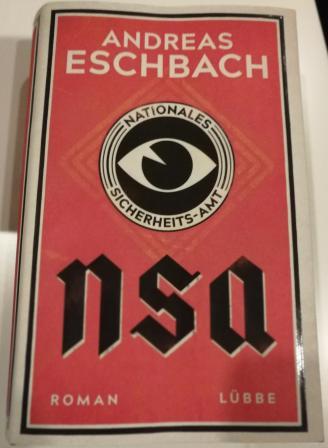 ANDREAS
ESCHBACH
NATIONALES
SICHERHEITS-AMT
nsa
ROMAN
LÜBBE